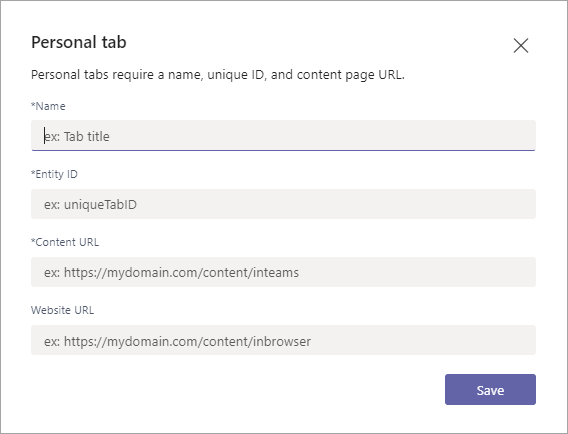 Personal tab
Personal tabs require a name, unique ID, and content page URL.
*Name
ex: Tab title
*Entity ID
ex: uniqueTabID
*Content URL
ex: https://mydomain.com/content/inteams
Website URL
ex: https://mydomain.com/content/inbrowser
Save